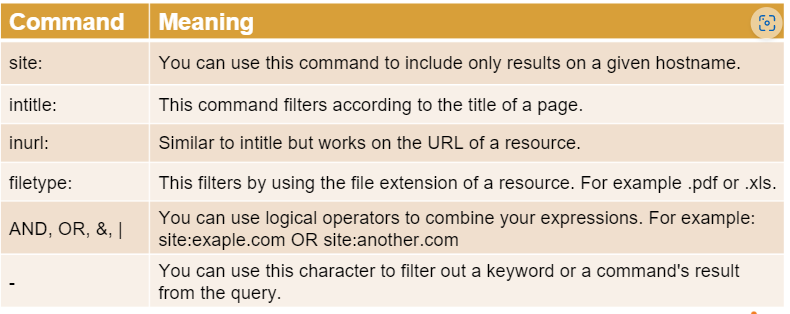 Command Meaning
site: You can use this command to include only results on a given hostname.
intitle: This command filters according to the title of a page.
inurl: Similar to intitle but works on the URL of a resource.
filetype: This filters by using the file extension of a resource. For example .pdf or .xls.
AND, OR, &, | You can use logical operators to combine your expressions. For example:
site:exaple.com OR site:another.com
- You can use this character to filter out a keyword or a command's result
from the query.